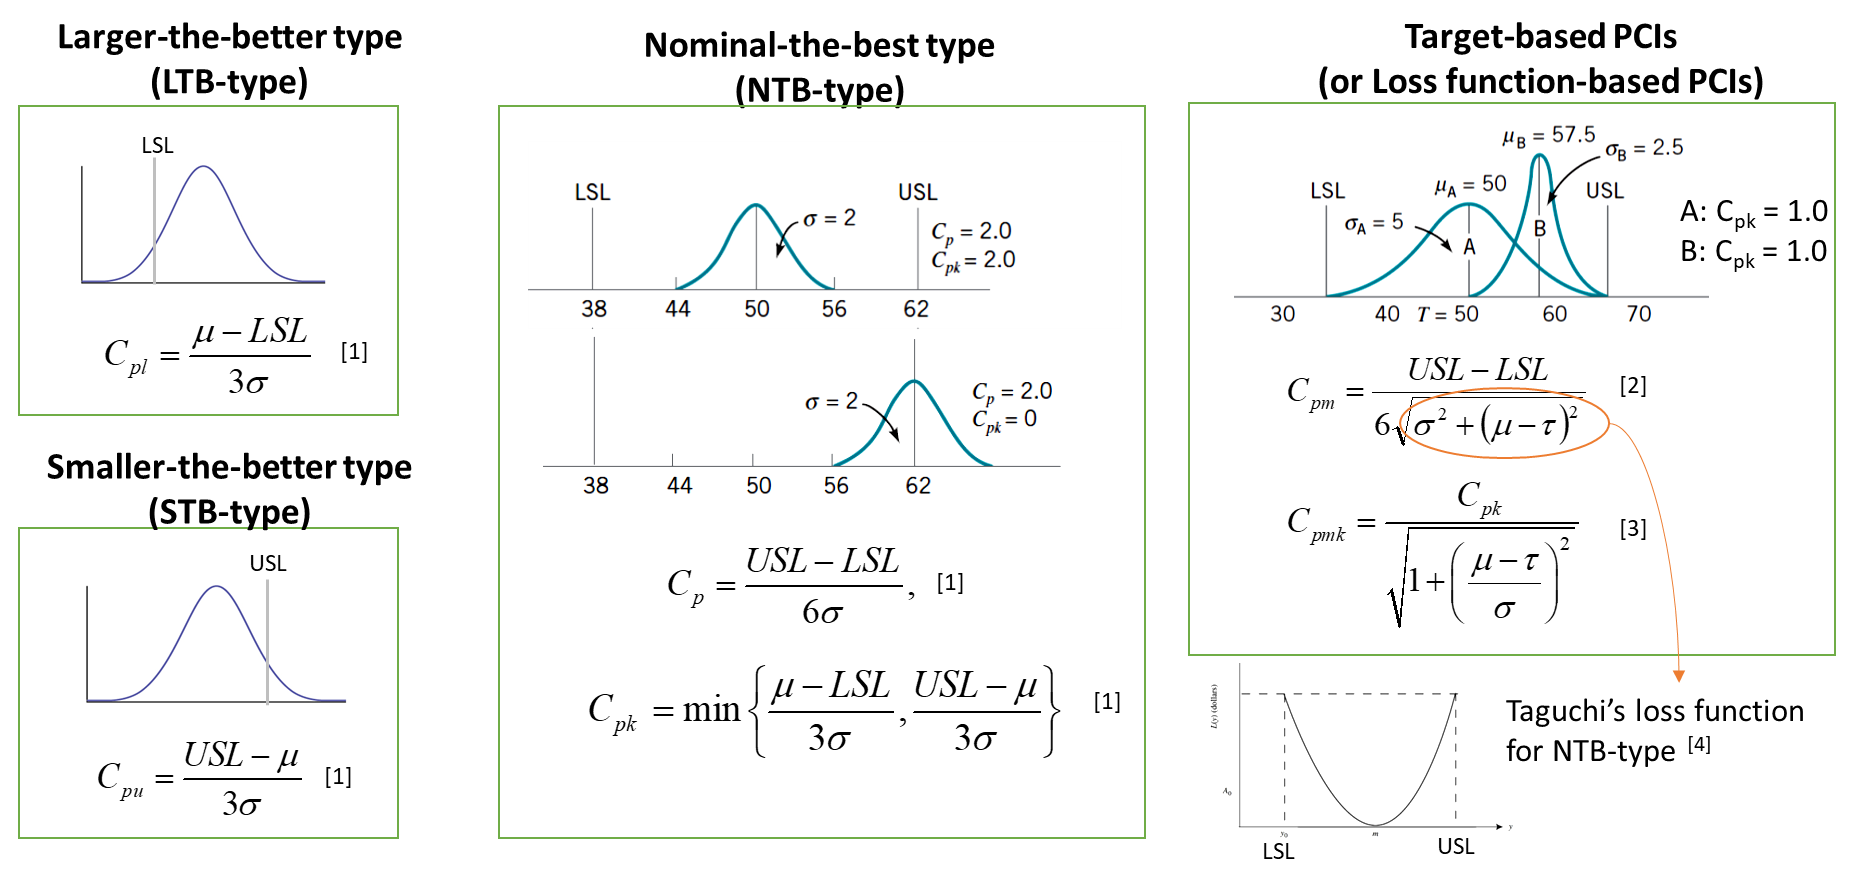 Larger-the-better type
(LTB-type)
LSL
C_pl = (μ − LSL) / 3σ [1]
Smaller-the-better type
(STB-type)
USL
C_pu = (USL − μ) / 3σ [1]
Nominal-the-best type
(NTB-type)
LSL USL
σ = 2
C_p = 2.0
C_pk = 2.0
38 44 50 56 62
σ = 2
C_p = 2.0
C_pk = 0
38 44 50 56 62
C_p = (USL − LSL) / 6σ , [1]
C_pk = min{(μ − LSL) / 3σ , (USL − μ) / 3σ} [1]
Target-based PCIs
(or Loss function-based PCIs)
μ_B = 57.5
σ_B = 2.5
LSL μ_A = 50 USL
σ_A = 5
A B
30 40 T = 50 60 70
A: C_pk = 1.0
B: C_pk = 1.0
C_pm = (USL − LSL) / 6√(σ² + (μ − τ)²) [2]
C_pmk = C_pk / √(1 + ((μ − τ) / σ)²) [3]
Taguchi’s loss function
for NTB-type [4]
L(y) (dollars)
A₀
y₀ m y
LSL USL